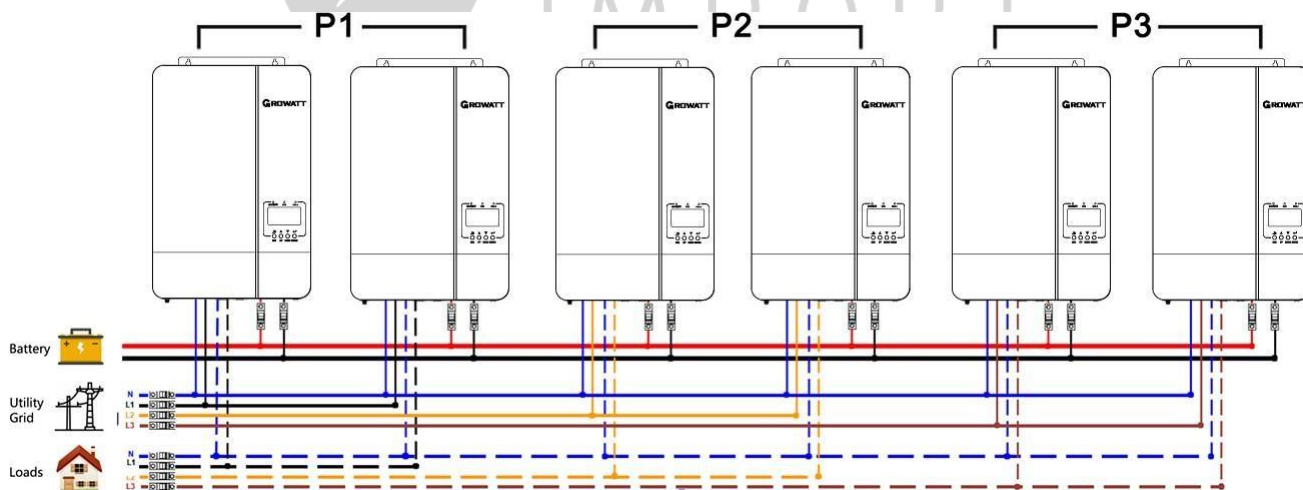 IMPORT
P1 P2 P3
GROWATT GROWATT GROWATT GROWATT GROWATT GROWATT
Battery
+ -
Utility
Grid
N
L1
L2
L3
Loads
N
L1
L2
L3